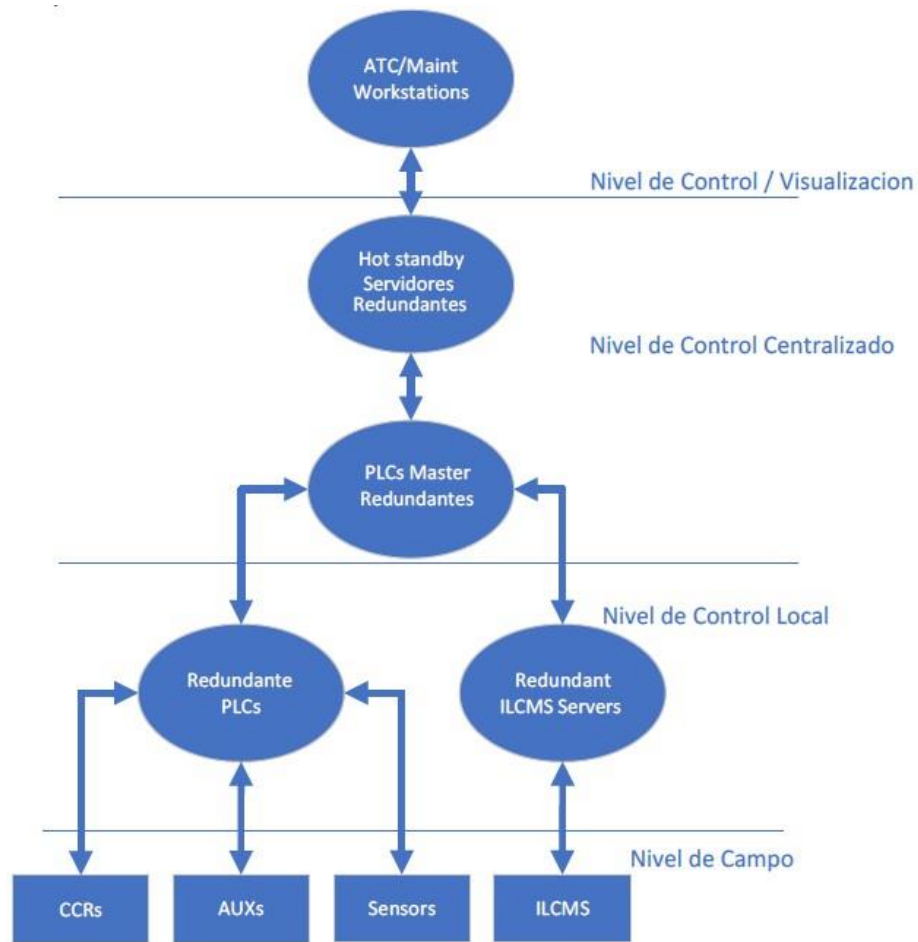 ATC/Maint
Workstations
Nivel de Control / Visualizacion
Hot standby
Servidores
Redundantes
Nivel de Control Centralizado
PLCs Master
Redundantes
Nivel de Control Local
Redundante
PLCs
Redundant
ILCMS Servers
Nivel de Campo
CCRs
AUXs
Sensors
ILCMS